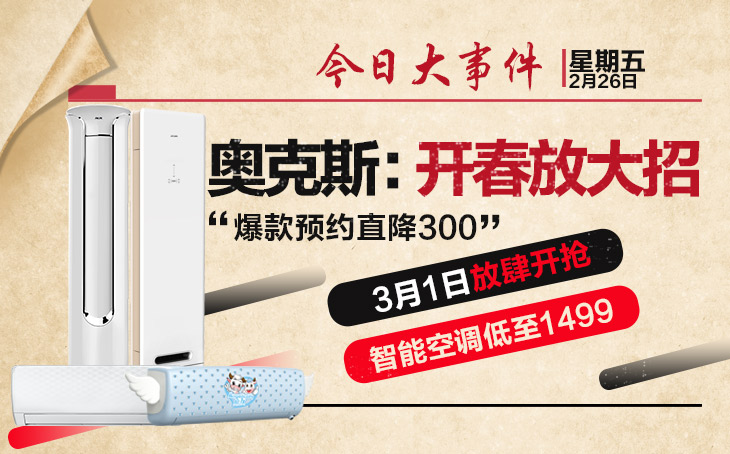 今日大事件
星期五
2月26日
奥克斯：开春放大招
“爆款预约直降300”
3月1日放肆开抢
智能空调低至1499